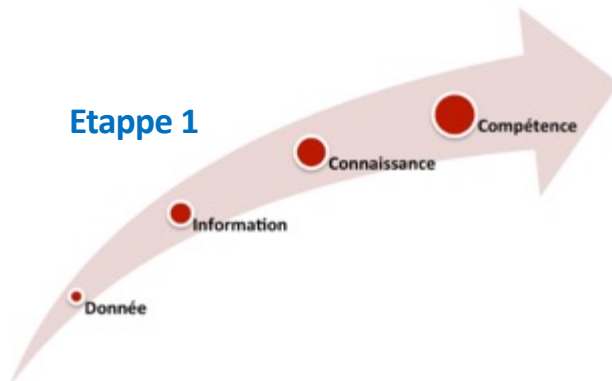 Etappe 1
Compétence
Connaissance
Information
Donnée